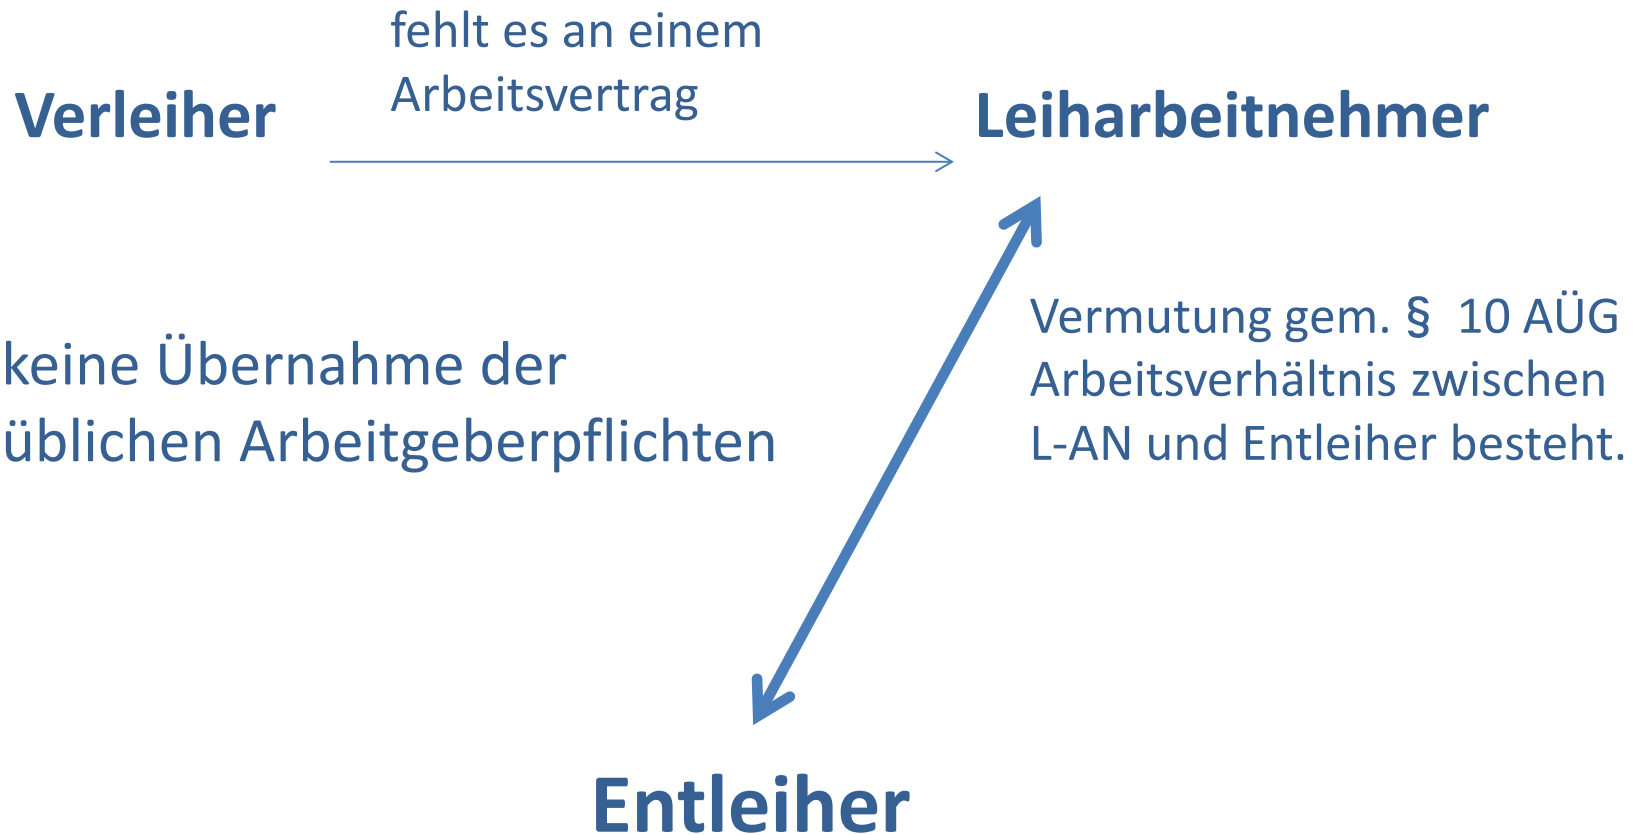 fehlt es an einem
Arbeitsvertrag
Verleiher
Leiharbeitnehmer
keine Übernahme der
üblichen Arbeitgeberpflichten
Vermutung gem. § 10 AÜG
Arbeitsverhältnis zwischen
L-AN und Entleiher besteht.
Entleiher